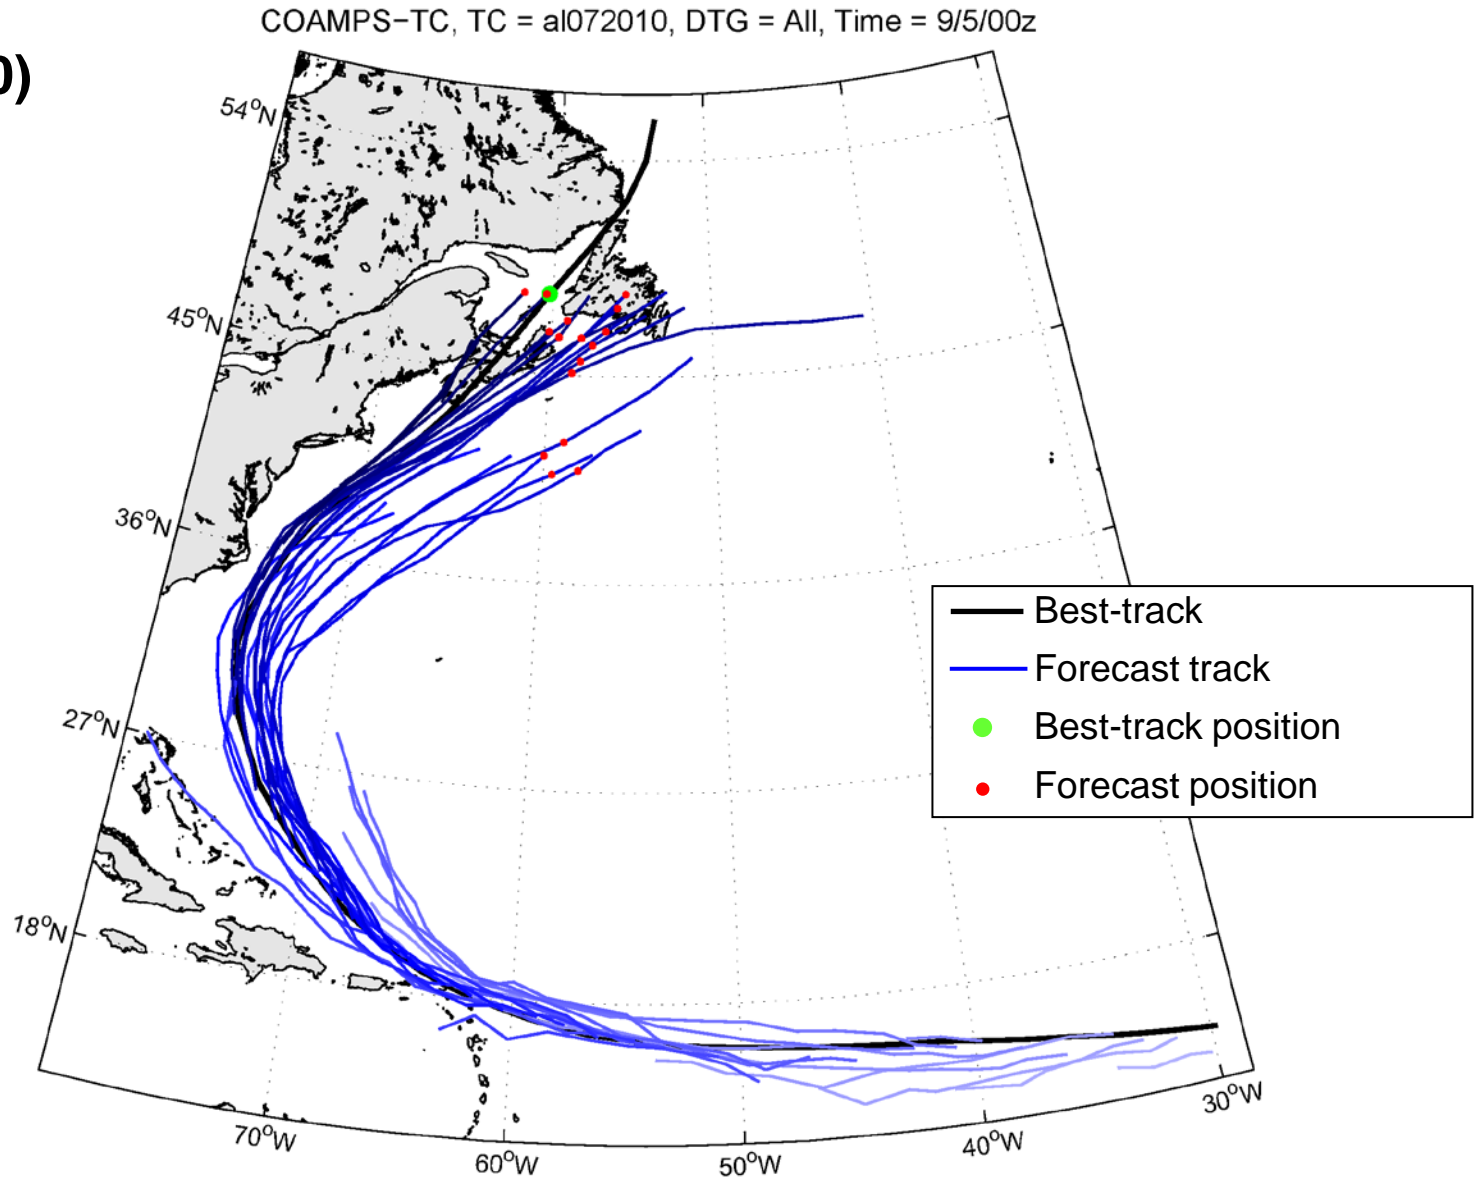 COAMPS−TC, TC = al072010, DTG = All, Time = 9/5/00z
0)
54°N
45°N
36°N
27°N
18°N
70°W
60°W
50°W
40°W
30°W
Best-track
Forecast track
Best-track position
Forecast position